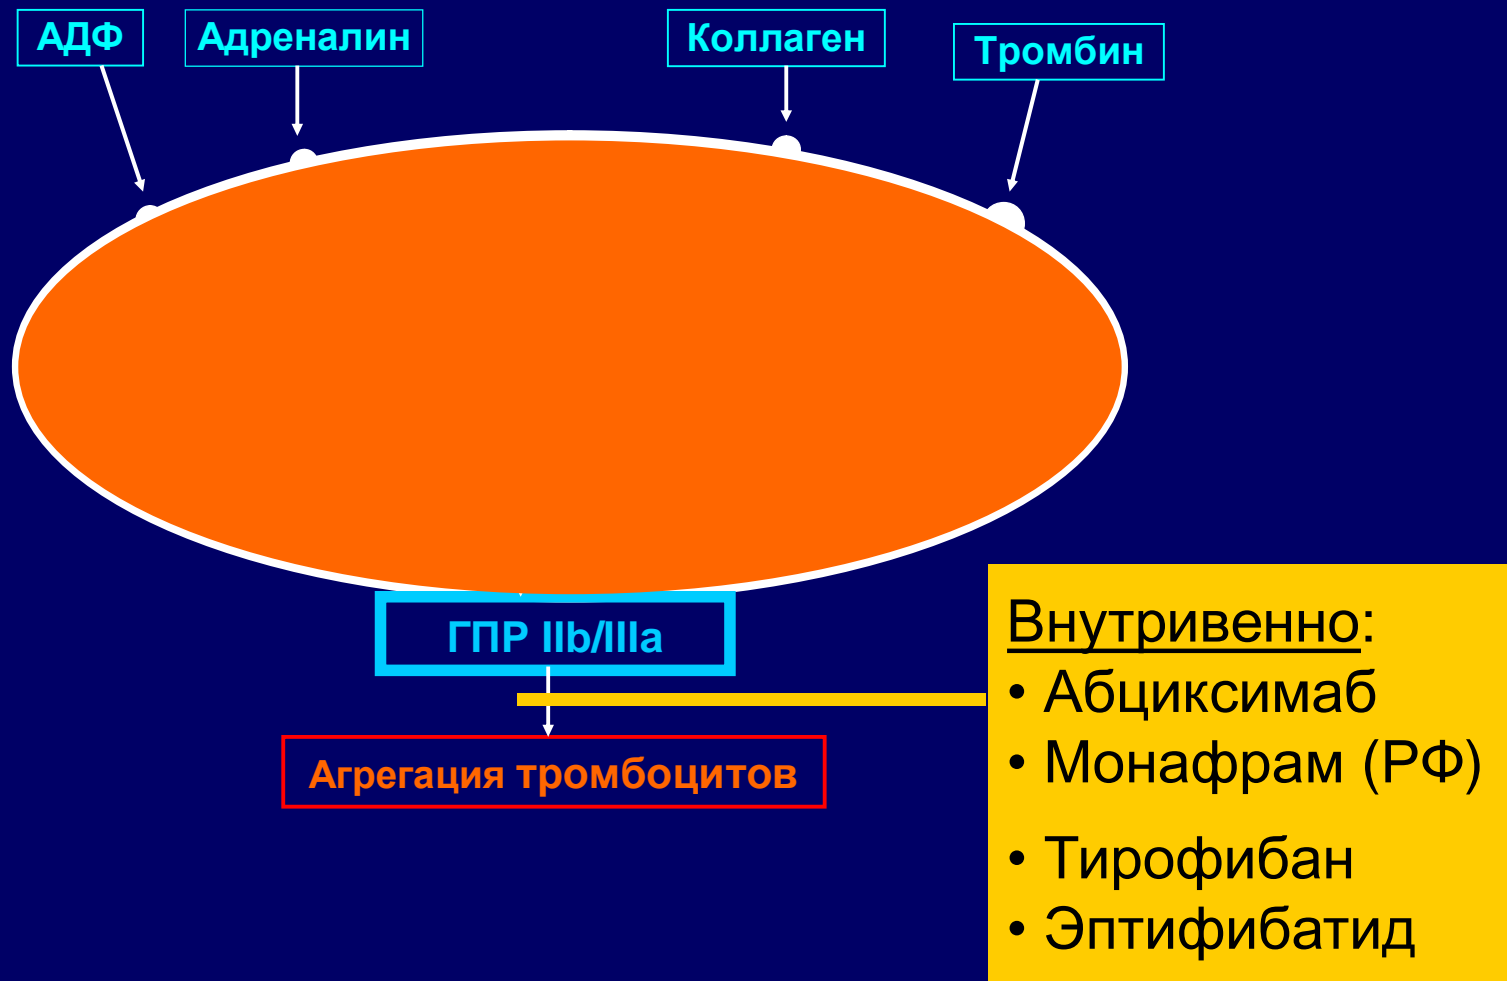 АДФ
Адреналин
Коллаген
Тромбин
ГПР IIb/IIIa
Агрегация тромбоцитов
Внутривенно:
• Абциксимаб
• Монафрам (РФ)
• Тирофибан
• Эптифибатид